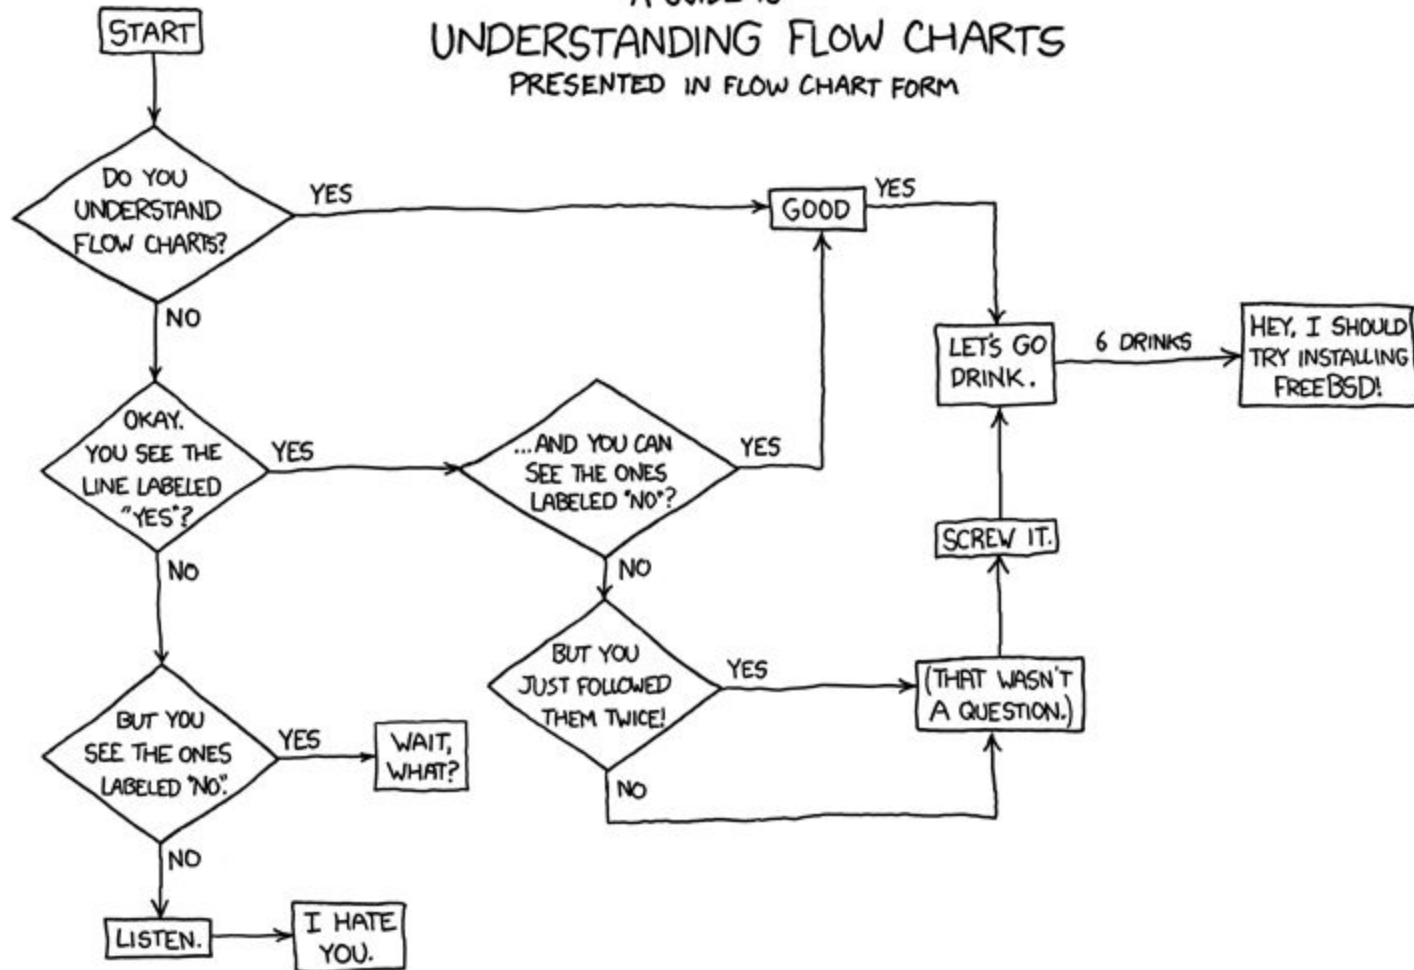 A GUIDE TO
UNDERSTANDING FLOW CHARTS
PRESENTED IN FLOW CHART FORM
START
DO YOU
UNDERSTAND
FLOW CHARTS?
YES
GOOD
YES
NO
LET'S GO
DRINK.
6 DRINKS
HEY, I SHOULD
TRY INSTALLING
FREEBSD!
OKAY.
YOU SEE THE
LINE LABELED
"YES"?
YES
...AND YOU CAN
SEE THE ONES
LABELED "NO"?
YES
NO
NO
SCREW IT.
BUT YOU
JUST FOLLOWED
THEM TWICE!
YES
(THAT WASN'T
A QUESTION.)
NO
BUT YOU
SEE THE ONES
LABELED "NO".
YES
WAIT,
WHAT?
NO
LISTEN.
I HATE
YOU.